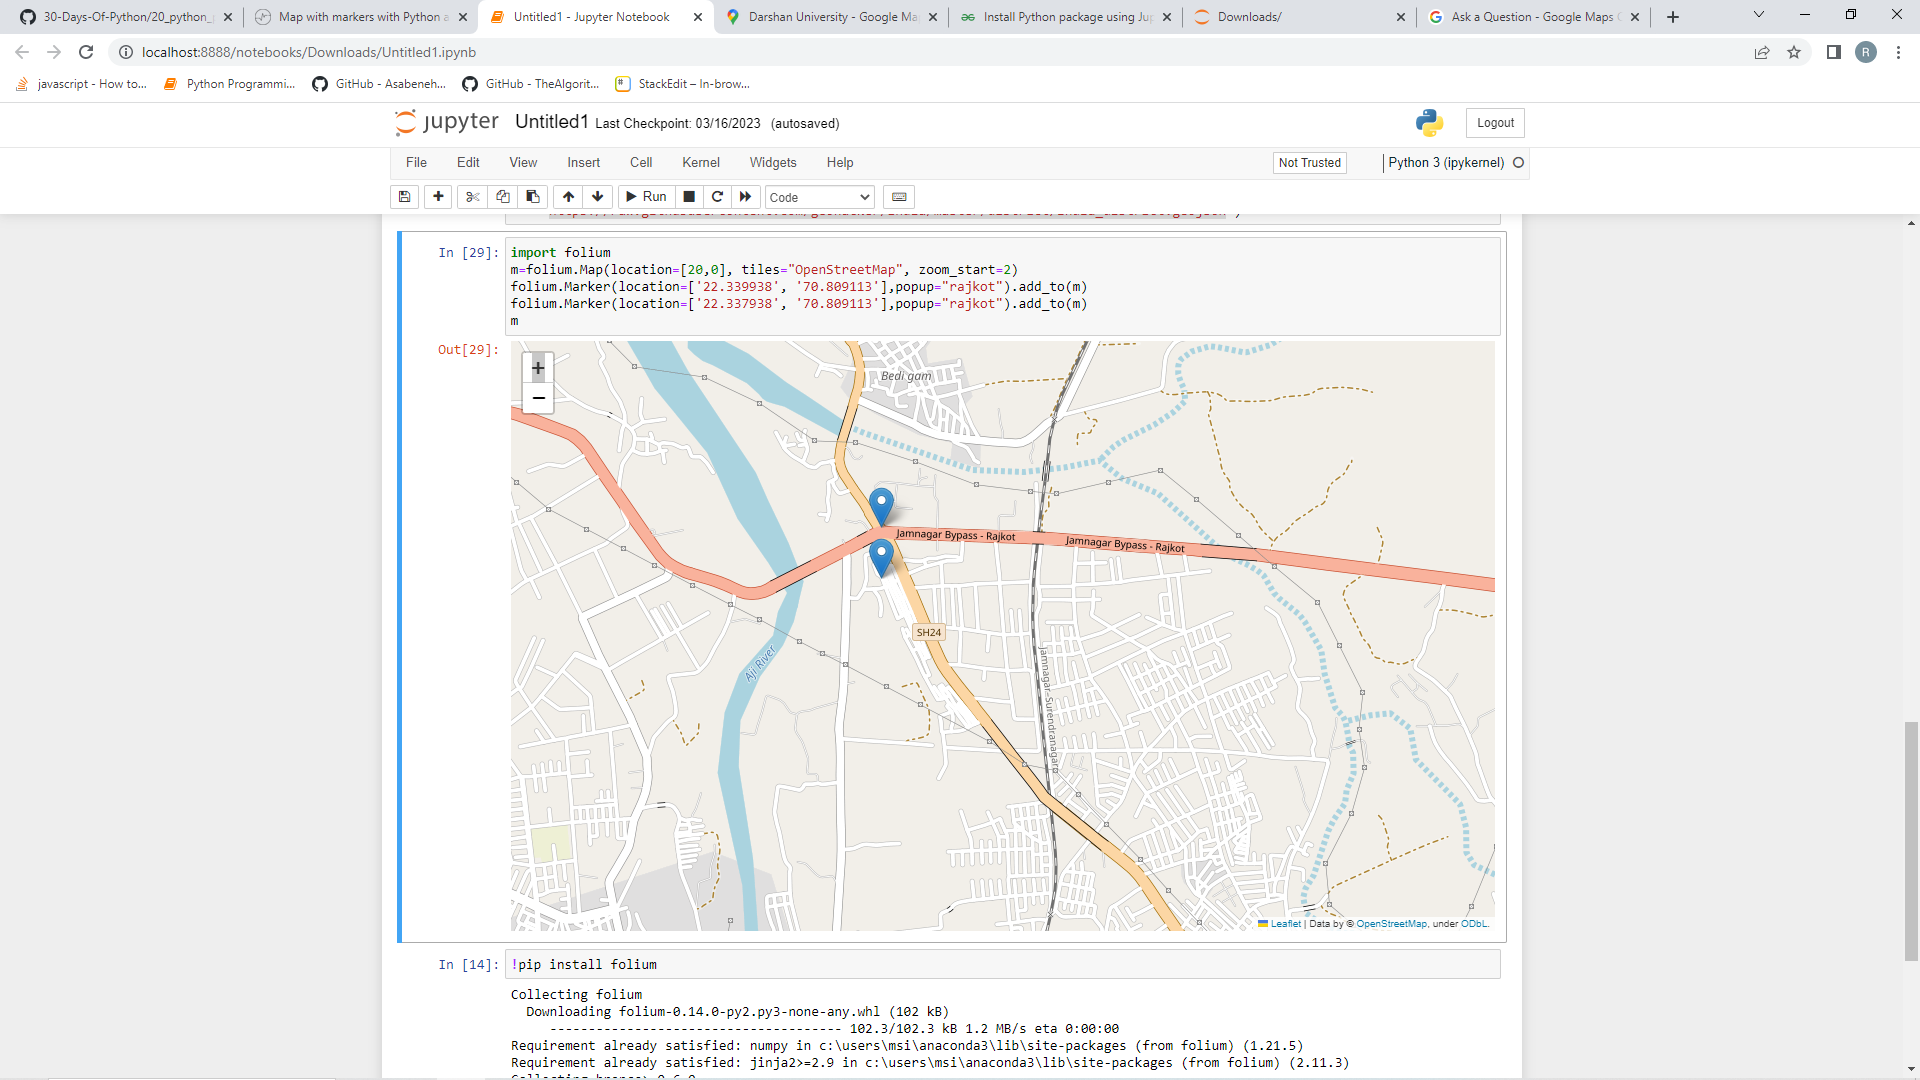 30-Days-Of-Python/20_python_
Map with markers with Python a
Untitled1 - Jupyter Notebook
Darshan University - Google Ma
Install Python package using Jup
Downloads/
Ask a Question - Google Maps
localhost:8888/notebooks/Downloads/Untitled1.ipynb
R
javascript - How to...
Python Programmi...
GitHub - Asabeneh...
GitHub - TheAlgorit...
StackEdit – In-brow...
jupyter Untitled1 Last Checkpoint: 03/16/2023 (autosaved)
Logout
File Edit View Insert Cell Kernel Widgets Help
Not Trusted
Python 3 (ipykernel)
Run
Code
In [29]:
import folium
m=folium.Map(location=[20,0], tiles="OpenStreetMap", zoom_start=2)
folium.Marker(location=['22.339938', '70.809113'],popup="rajkot").add_to(m)
folium.Marker(location=['22.337938', '70.809113'],popup="rajkot").add_to(m)
m
Out[29]:
+
−
Bedi gam
Jamnagar Bypass - Rajkot
Jamnagar Bypass - Rajkot
SH24
Aji River
Jamnagar-Surendranagar
Leaflet | Data by © OpenStreetMap, under ODbL.
In [14]:
!pip install folium
Collecting folium
Downloading folium-0.14.0-py2.py3-none-any.whl (102 kB)
-------------------------------------- 102.3/102.3 kB 1.2 MB/s eta 0:00:00
Requirement already satisfied: numpy in c:\users\msi\anaconda3\lib\site-packages (from folium) (1.21.5)
Requirement already satisfied: jinja2>=2.9 in c:\users\msi\anaconda3\lib\site-packages (from folium) (2.11.3)